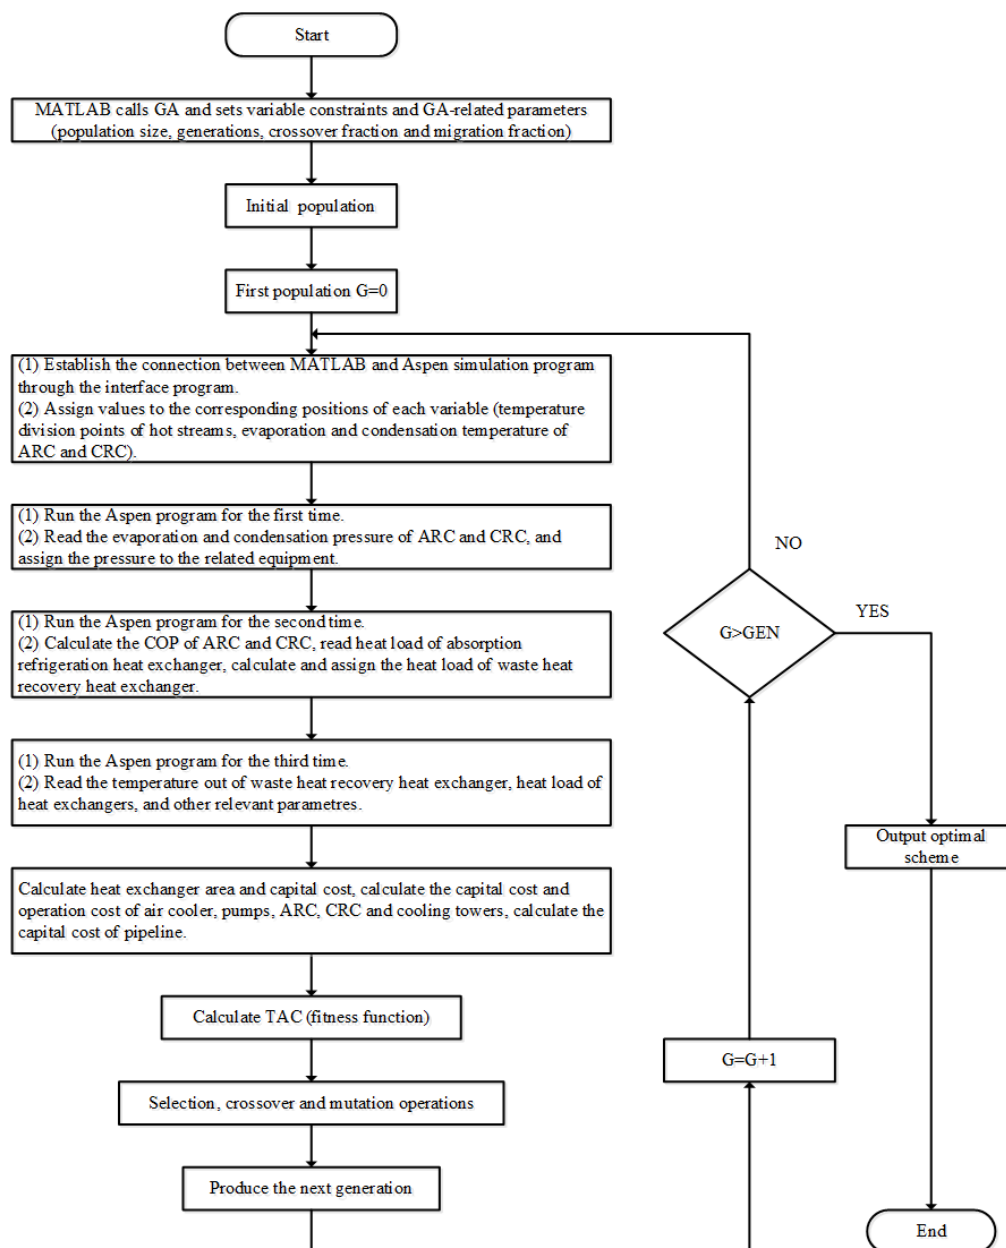 Start
MATLAB calls GA and sets variable constraints and GA-related parameters
(population size, generations, crossover fraction and migration fraction)
Initial population
First population G=0
(1) Establish the connection between MATLAB and Aspen simulation program
through the interface program.
(2) Assign values to the corresponding positions of each variable (temperature
division points of hot streams, evaporation and condensation temperature of
ARC and CRC).
(1) Run the Aspen program for the first time.
(2) Read the evaporation and condensation pressure of ARC and CRC, and
assign the pressure to the related equipment.
(1) Run the Aspen program for the second time.
(2) Calculate the COP of ARC and CRC, read heat load of absorption
refrigeration heat exchanger, calculate and assign the heat load of waste heat
recovery heat exchanger.
(1) Run the Aspen program for the third time.
(2) Read the temperature out of waste heat recovery heat exchanger, heat load of
heat exchangers, and other relevant parametres.
Calculate heat exchanger area and capital cost, calculate the capital cost and
operation cost of air cooler, pumps, ARC, CRC and cooling towers, calculate the
capital cost of pipeline.
Calculate TAC (fitness function)
Selection, crossover and mutation operations
Produce the next generation
G=G+1
G>GEN
NO
YES
Output optimal
scheme
End